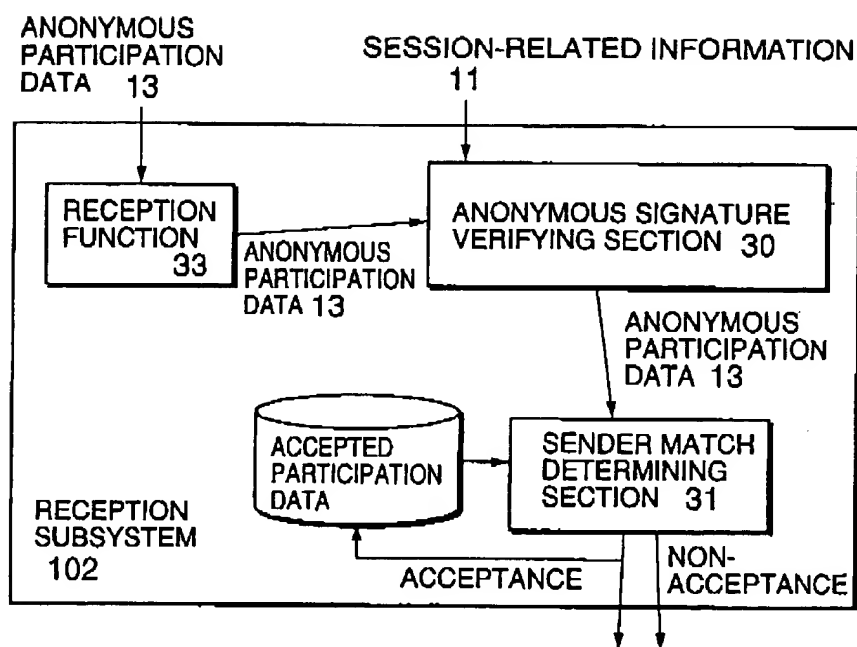 ANONYMOUS
PARTICIPATION
DATA 13
SESSION-RELATED INFORMATION
11
RECEPTION
FUNCTION
33
ANONYMOUS
PARTICIPATION
DATA 13
ANONYMOUS SIGNATURE
VERIFYING SECTION 30
ANONYMOUS
PARTICIPATION
DATA 13
ACCEPTED
PARTICIPATION
DATA
SENDER MATCH
DETERMINING
SECTION 31
RECEPTION
SUBSYSTEM
102
ACCEPTANCE
NON-
ACCEPTANCE